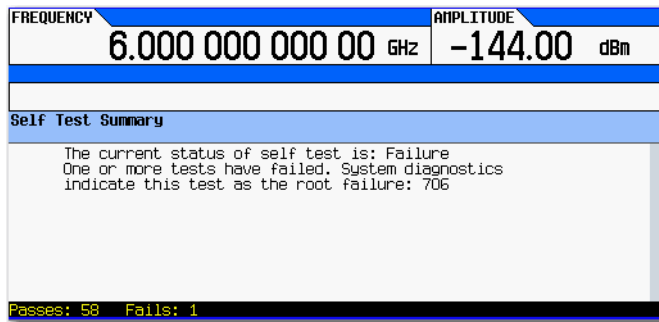 FREQUENCY
AMPLITUDE
6.000 000 000 00 GHz
-144.00 dBm
Self Test Summary
The current status of self test is: Failure
One or more tests have failed. System diagnostics
indicate this test as the root failure: 706
Passes: 58 Fails: 1